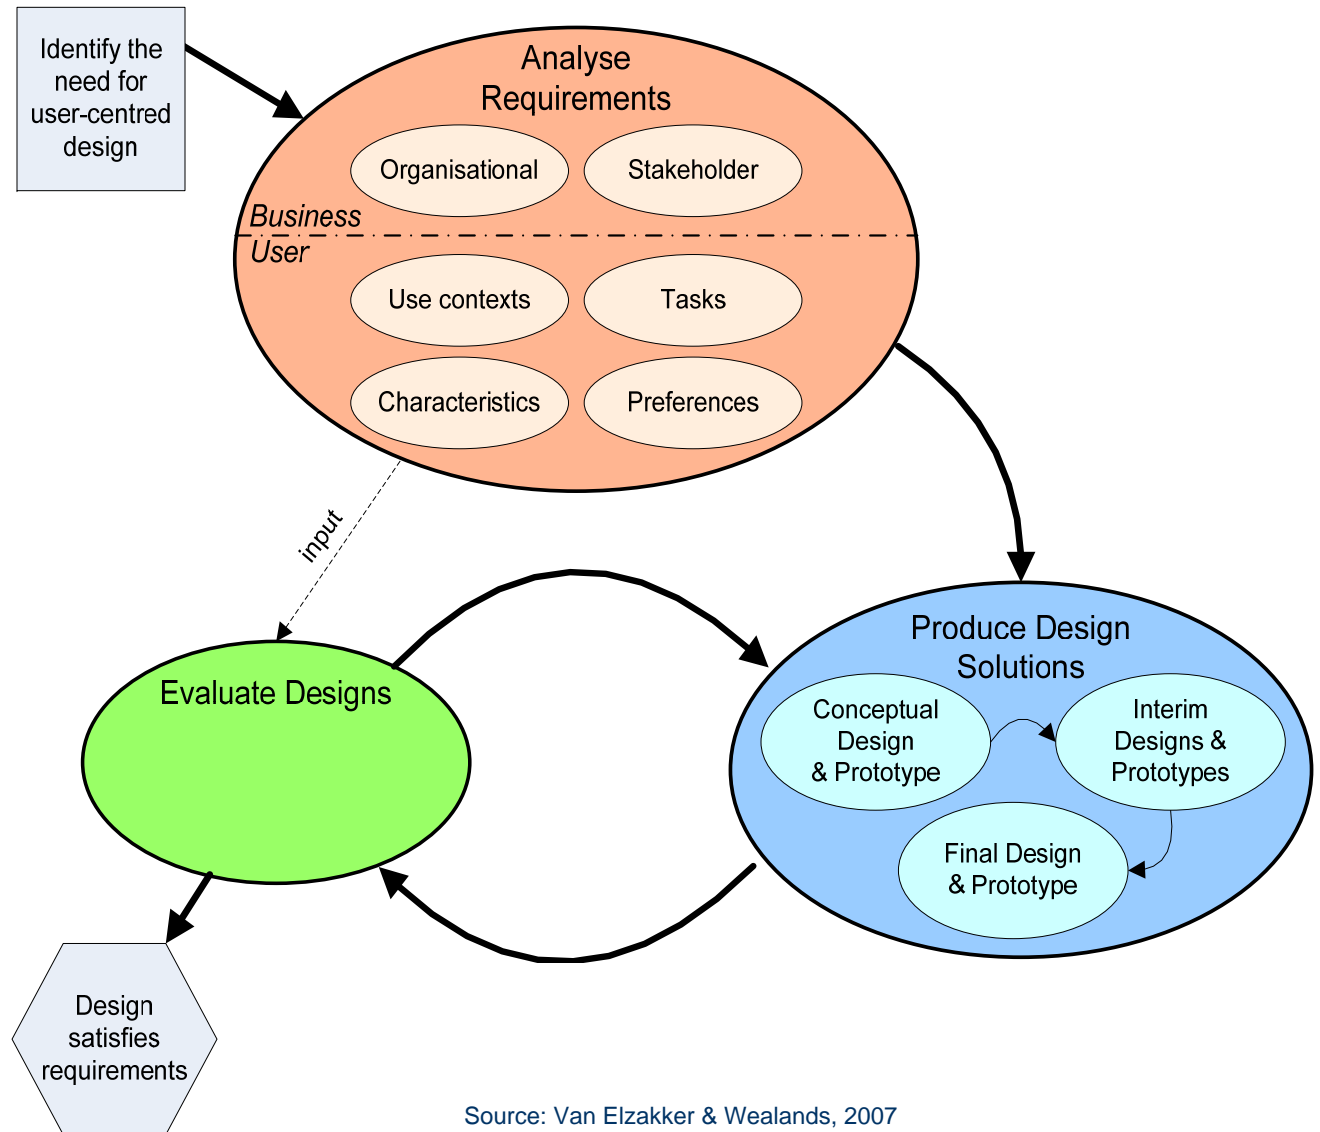 Identify the
need for
user-centred
design
Analyse
Requirements
Organisational
Stakeholder
Business
User
Use contexts
Tasks
Characteristics
Preferences
input
Produce Design
Solutions
Conceptual
Design
& Prototype
Interim
Designs &
Prototypes
Final Design
& Prototype
Evaluate Designs
Design
satisfies
requirements
Source: Van Elzakker & Wealands, 2007